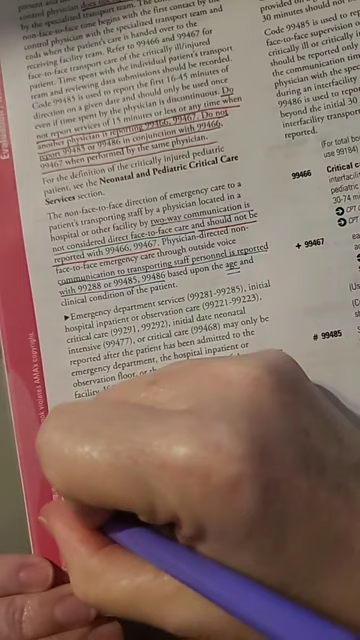 by the specialized transport team. The
non-face-to-face time begins with the first contact by the
control physician with the specialized transport team and
ends when the patient's care is handed over to the
receiving facility team. Refer to 99466 and 99467 for
face-to-face transport care of the critically ill/injured
patient. Time spent with the individual patient's transport
team and reviewing data submissions should be recorded.
Code 99485 is used to report the first 16-45 minutes of
direction on a given date and should only be used once
even if time spent by the physician is discontinuous. Do
not report services of 15 minutes or less or any time when
another physician is reporting 99466, 99467. Do not
report 99485 or 99486 in conjunction with 99466,
99467 when performed by the same physician.
For the definition of the critically injured pediatric
patient, see the Neonatal and Pediatric Critical Care
Services section.
The non-face-to-face direction of emergency care to a
patient's transporting staff by a physician located in a
hospital or other facility by two-way communication is
not considered direct face-to-face care and should not be
reported with 99466, 99467. Physician-directed non-
face-to-face emergency care through outside voice
communication to transporting staff personnel is reported
with 99288 or 99485, 99486 based upon the age and
clinical condition of the patient.
▶Emergency department services (99281-99285), initial
hospital inpatient or observation care (99221-99223),
critical care (99291, 99292), initial date neonatal
intensive (99477), or critical care (99468) may only be
reported after the patient has been admitted to the
emergency department, the hospital inpatient or
observation floor, or the
facility.
30 minutes should not
Code 99485 is used
face-to-face supervision
critically ill or critically in
should be reported only
the communication time
physician with the speci
during an interfacility
99486 is used to report
beyond the initial 30
interfacility transport
reported.
(For total bo
use 99184)
99466 Critical c
interfacili
pediatric
30-74 m
CPT
CPT
+ 99467 ea
(Us
# 99485
violates AMA's copyright.